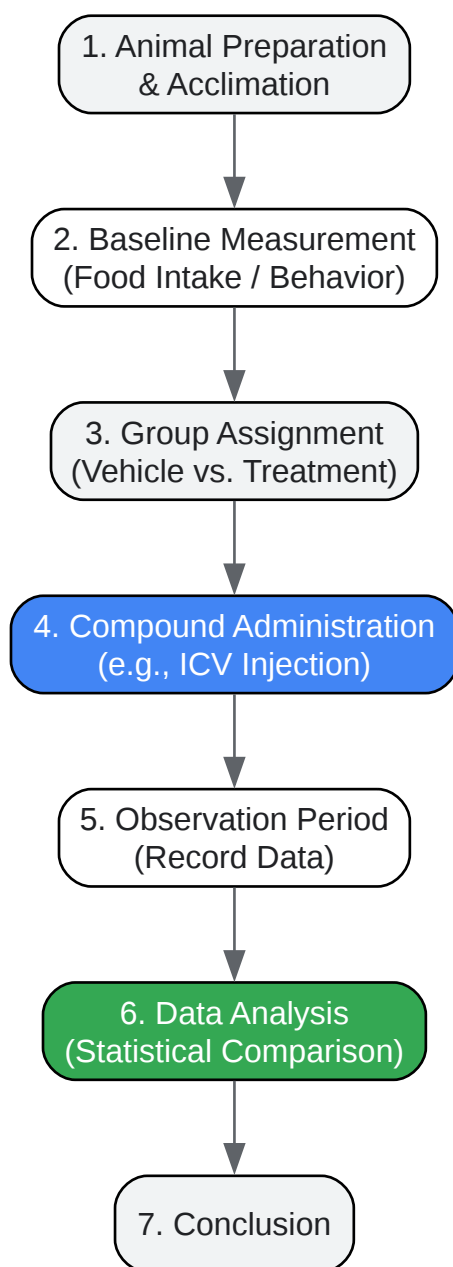 1. Animal Preparation
& Acclimation
2. Baseline Measurement
(Food Intake / Behavior)
3. Group Assignment
(Vehicle vs. Treatment)
4. Compound Administration
(e.g., ICV Injection)
5. Observation Period
(Record Data)
6. Data Analysis
(Statistical Comparison)
7. Conclusion